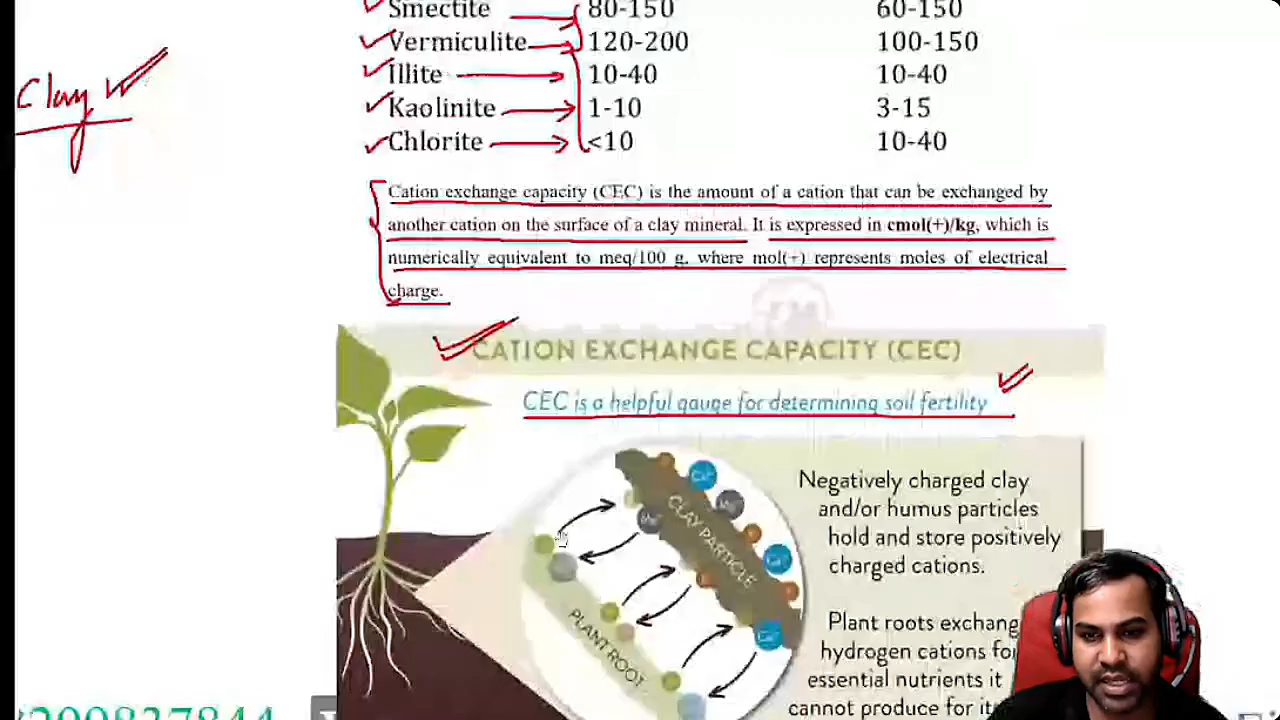 Smectite 80-150 60-150
Vermiculite 120-200 100-150
Illite 10-40 10-40
Kaolinite 1-10 3-15
Chlorite <10 10-40
Clay
Cation exchange capacity (CEC) is the amount of a cation that can be exchanged by
another cation on the surface of a clay mineral. It is expressed in cmol(+)/kg, which is
numerically equivalent to meq/100 g, where mol(+) represents moles of electrical
charge.
CATION EXCHANGE CAPACITY (CEC)
CEC is a helpful gauge for determining soil fertility
CLAY PARTICLE
PLANT ROOT
Negatively charged clay
and/or humus particles
hold and store positively
charged cations.
Plant roots exchang
hydrogen cations fo
essential nutrients it
cannot produce for it